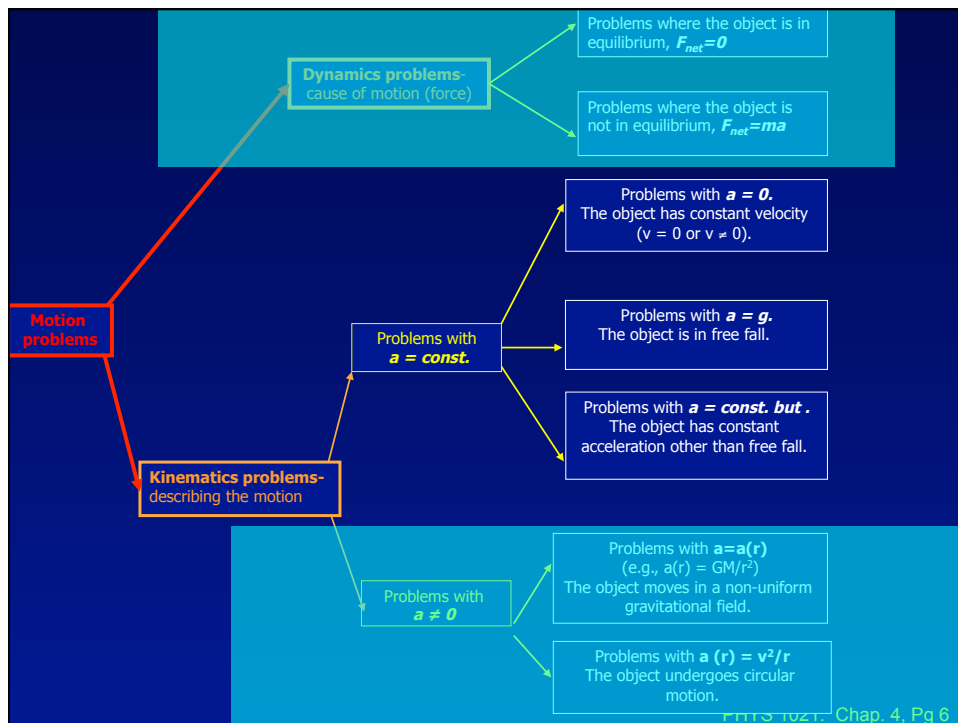 Problems where the object is in
equilibrium, F_net=0
Dynamics problems-
cause of motion (force)
Problems where the object is
not in equilibrium, F_net=ma
Problems with a = 0.
The object has constant velocity
(v = 0 or v ≠ 0).
Motion
problems
Problems with
a = const.
Problems with a = g.
The object is in free fall.
Problems with a = const. but .
The object has constant
acceleration other than free fall.
Kinematics problems-
describing the motion
Problems with
a ≠ 0
Problems with a=a(r)
(e.g., a(r) = GM/r²)
The object moves in a non-uniform
gravitational field.
Problems with a (r) = v²/r
The object undergoes circular
motion.
PHYS 1021: Chap. 4, Pg 6